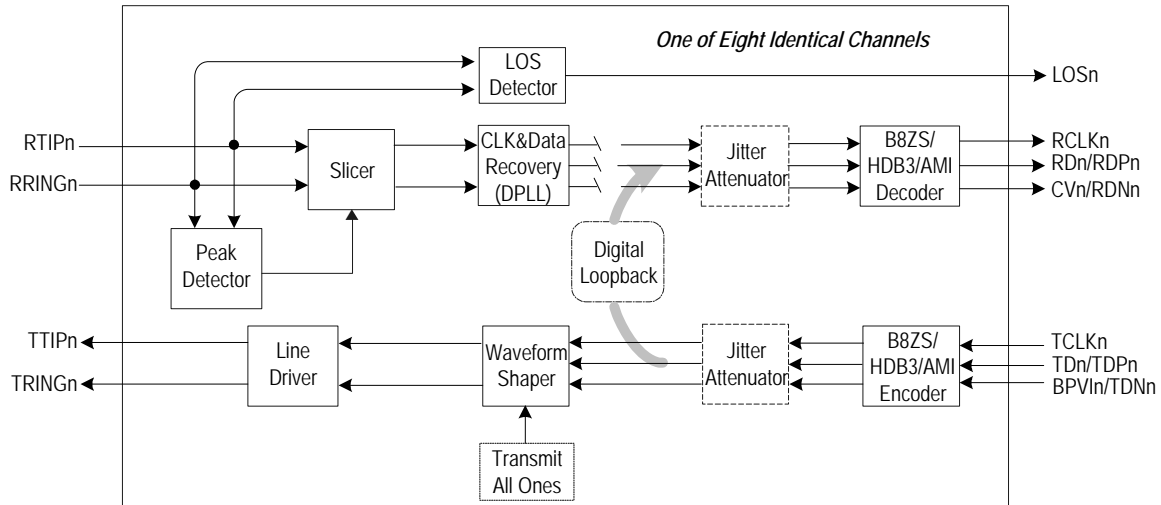 One of Eight Identical Channels
LOS
Detector
LOSn
RTIPn
RRINGn
Slicer
CLK&Data
Recovery
(DPLL)
Jitter
Attenuator
B8ZS/
HDB3/AMI
Decoder
RCLKn
RDn/RDPn
CVn/RDNn
Peak
Detector
Digital
Loopback
TTIPn
TRINGn
Line
Driver
Waveform
Shaper
Jitter
Attenuator
B8ZS/
HDB3/AMI
Encoder
TCLKn
TDn/TDPn
BPVIn/TDNn
Transmit
All Ones